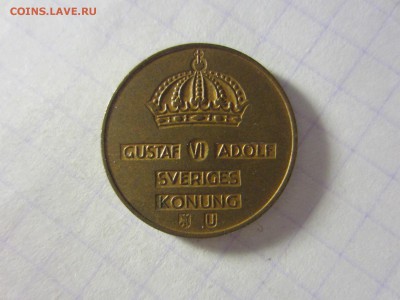 COINS.LAVE.RU
GUSTAF VI ADOLF
SVERIGES
KONUNG
U